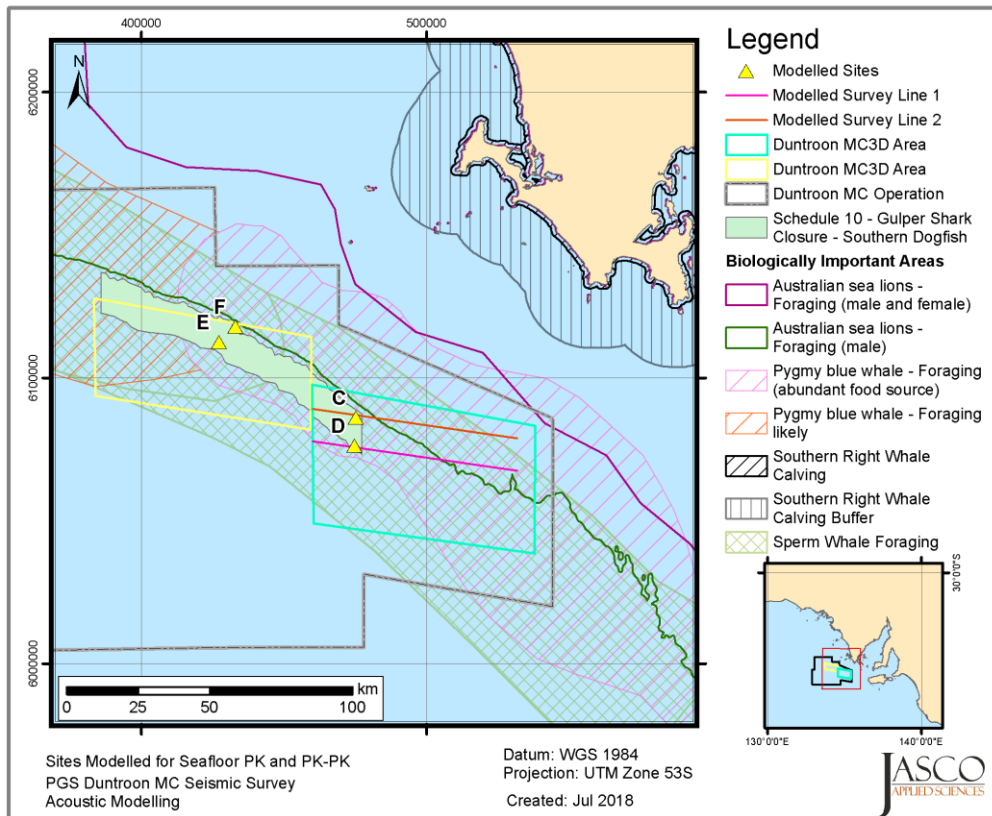 400000
500000
N
6200000
6100000
6000000
F
E
C
D
km
0
25
50
100
Legend
Modelled Sites
Modelled Survey Line 1
Modelled Survey Line 2
Duntroon MC3D Area
Duntroon MC3D Area
Duntroon MC Operation
Schedule 10 - Gulper Shark
Closure - Southern Dogfish
Biologically Important Areas
Australian sea lions -
Foraging (male and female)
Australian sea lions -
Foraging (male)
Pygmy blue whale - Foraging
(abundant food source)
Pygmy blue whale - Foraging
likely
Southern Right Whale
Calving
Southern Right Whale
Calving Buffer
Sperm Whale Foraging
30°0'S
130°0'0"E
140°0'0"E
Sites Modelled for Seafloor PK and PK-PK
PGS Duntroon MC Seismic Survey
Acoustic Modelling
Datum: WGS 1984
Projection: UTM Zone 53S
Created: Jul 2018
JASCO
APPLIED SCIENCES